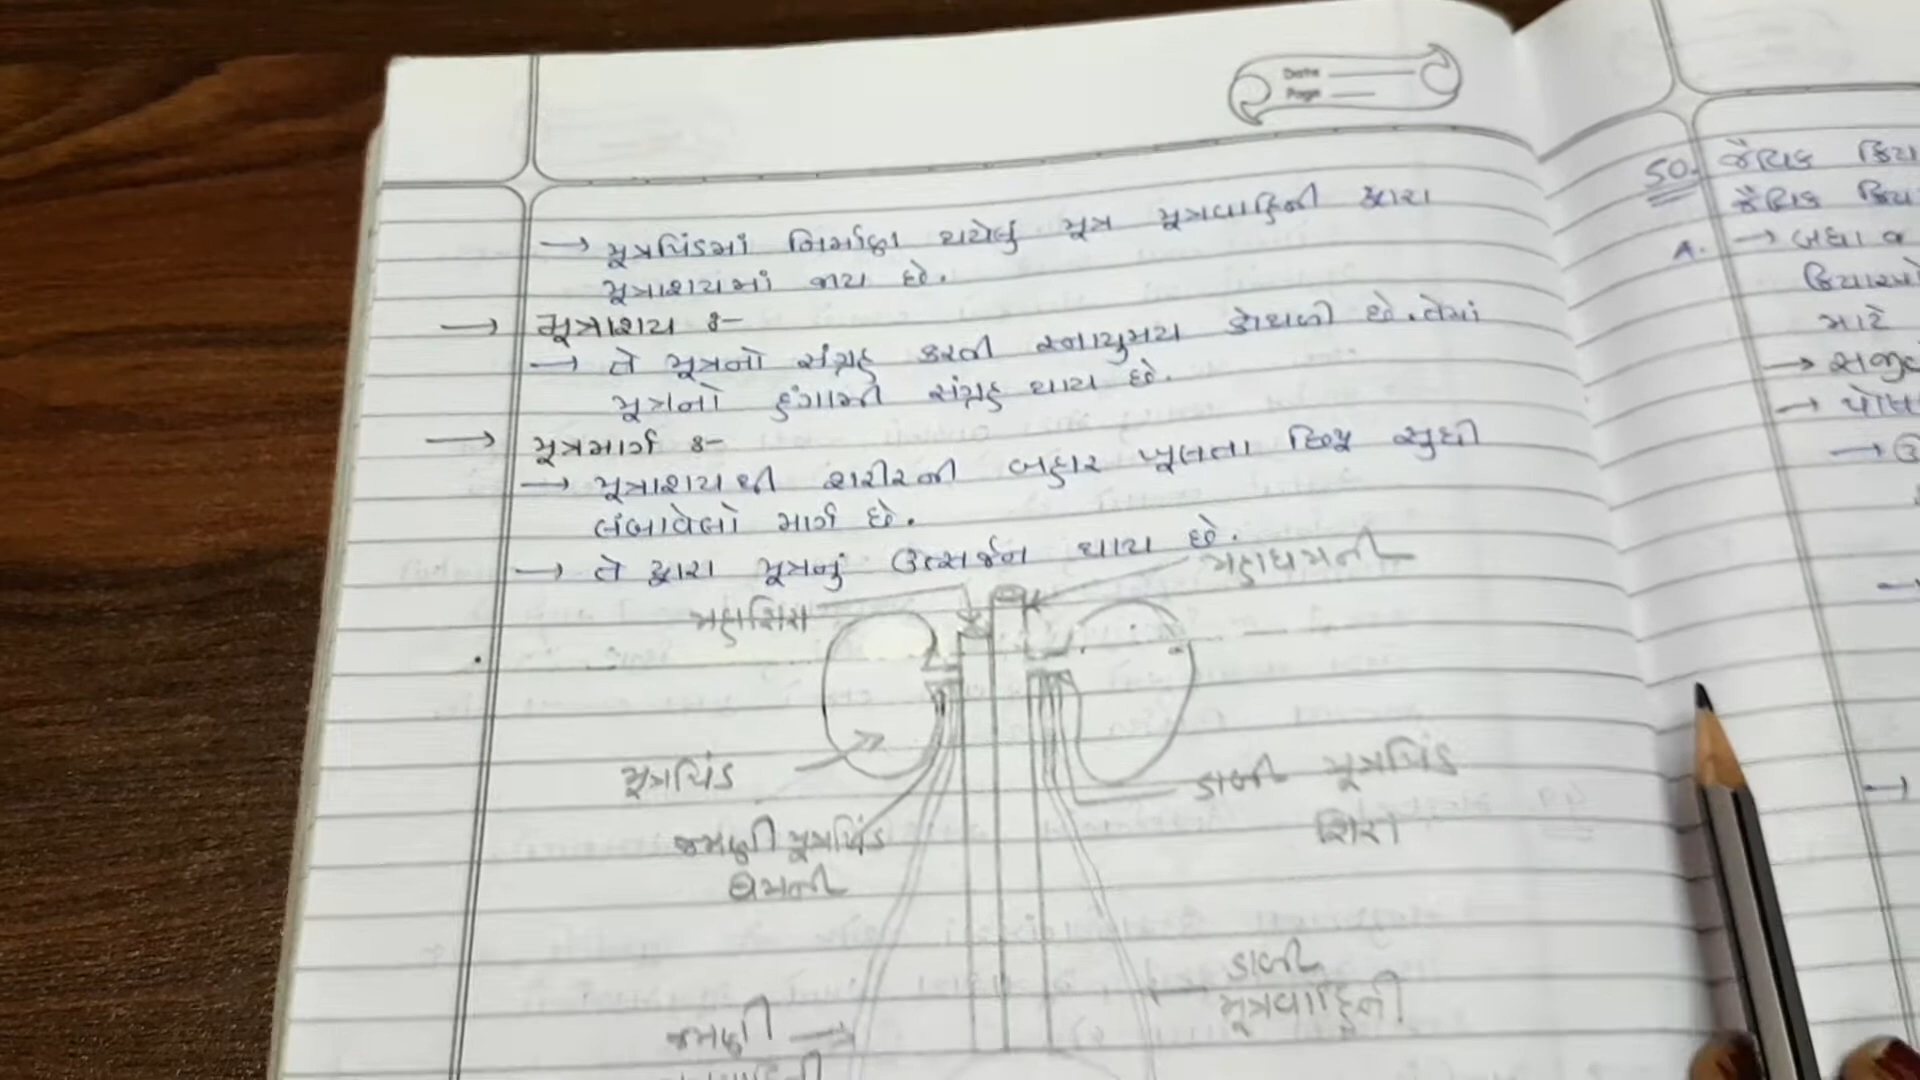 Date
Page
→ મૂત્રપિંડમાં નિર્માણ થયેલું મૂત્ર મૂત્રવાહિની દ્વારા
મૂત્રાશયમાં જાય છે.
→ મૂત્રાશય :-
→ તે મૂત્રનો સંગ્રહ કરતી સ્નાયુમય કોથળી છે. તેમાં
મૂત્રનો હંગામી સંગ્રહ થાય છે.
→ મૂત્રમાર્ગ :-
→ મૂત્રાશયથી શરીરની બહાર ખૂલતા છિદ્ર સુધી
લંબાવેલો માર્ગ છે.
→ તે દ્વારા મૂત્રનું ઉત્સર્જન થાય છે.
મહાધમની
મહાશિરા
મૂત્રપિંડ
ડાબી મૂત્રપિંડ
શિરા
જમણી મૂત્રપિંડ
ધમની
ડાબી
મૂત્રવાહિની
જમણી
50. જૈવિક
જૈવિક
A. → બધા જ
માટે
→
→
→